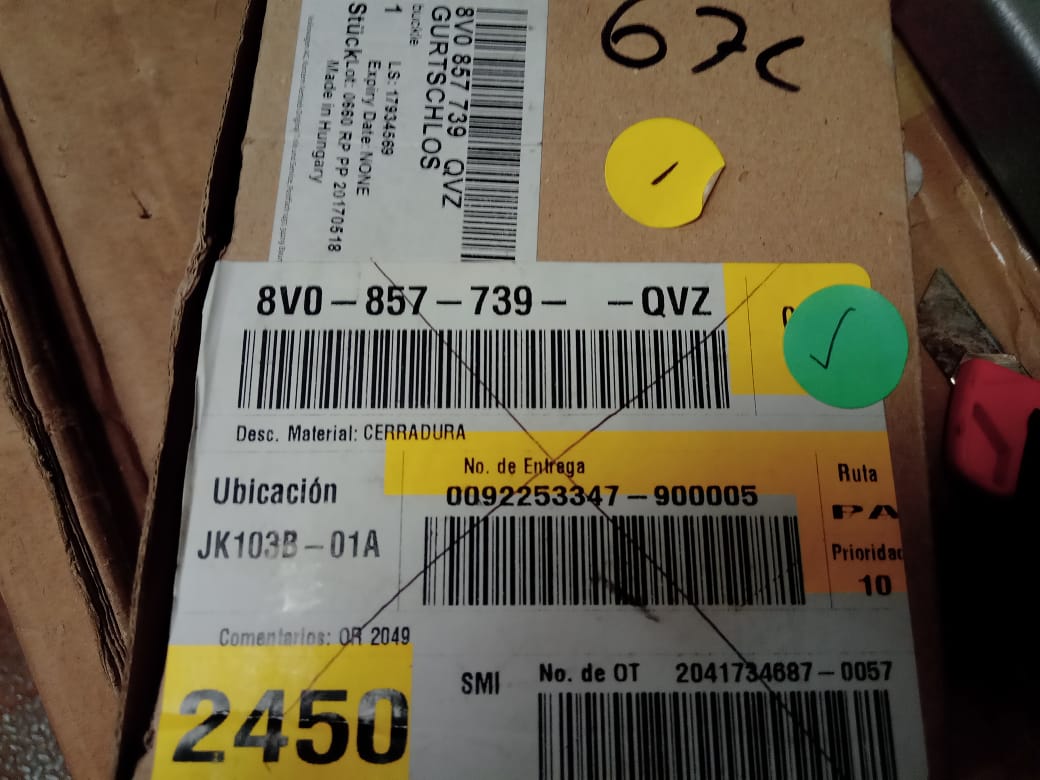 67c
8V0 857 739 QVZ
GURTSCHLOS
buckle
1 LS: 17934569
Expiry Date: NONE
Stück Lot: 0660 RP PP 20170518
Made in Hungary
8V0-857-739- -QVZ
Desc. Material: CERRADURA
No. de Entrega
0092253347-900005
Ubicación
JK103B-01A
Ruta
PA
Prioridad
10
Comentarios: OR 2049
2450
SMI
No. de OT 2041734687-0057